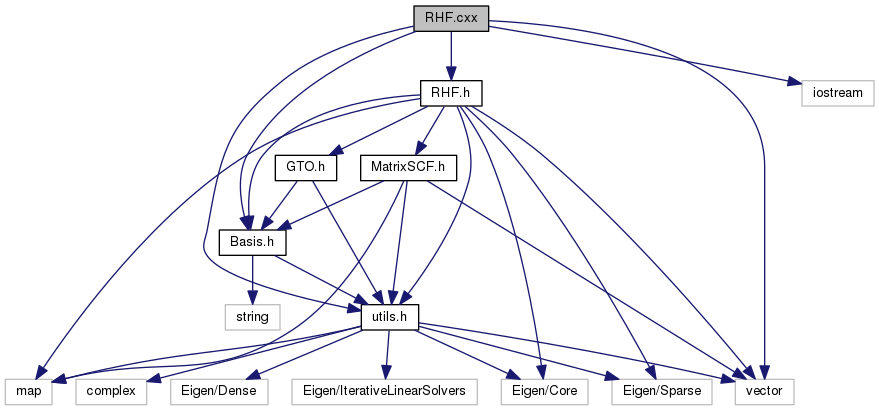 RHF.cxx
RHF.h
iostream
GTO.h
MatrixSCF.h
Basis.h
string
utils.h
map
complex
Eigen/Dense
Eigen/IterativeLinearSolvers
Eigen/Core
Eigen/Sparse
vector